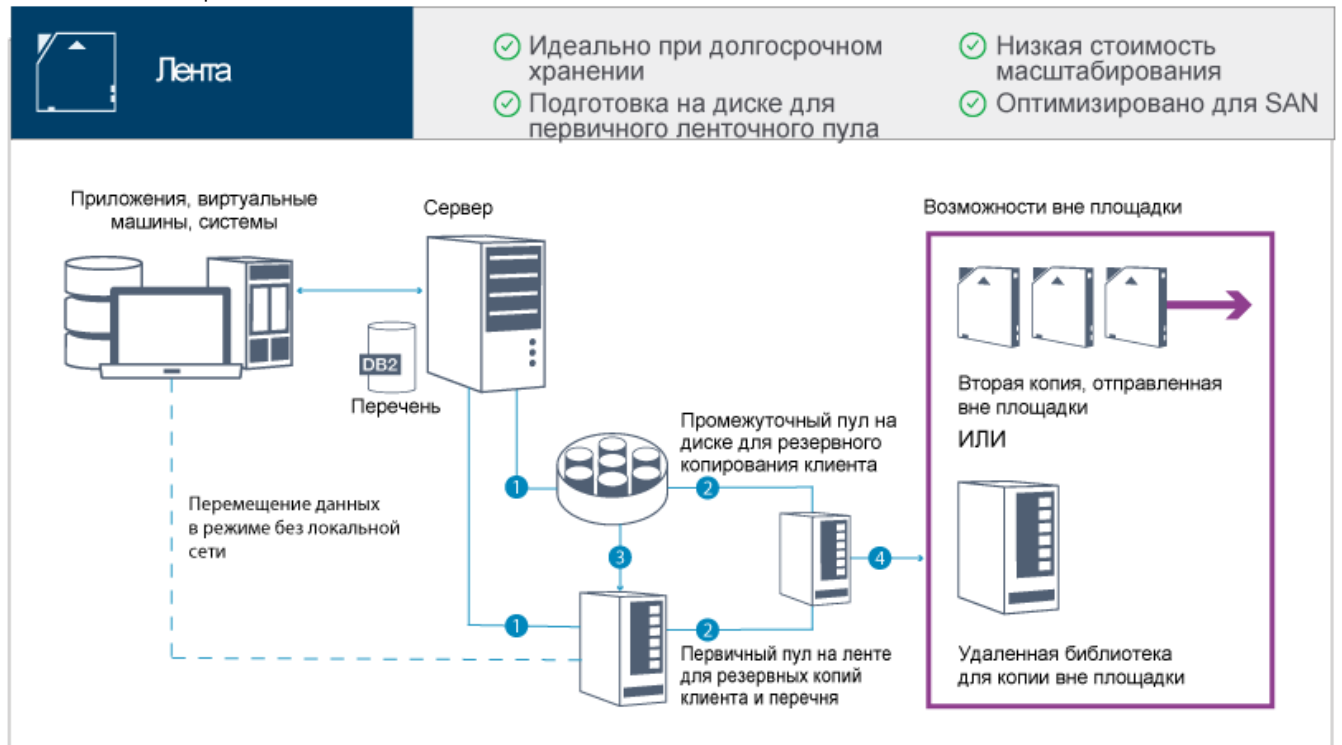 Лента
Идеально при долгосрочном
хранении
Подготовка на диске для
первичного ленточного пула
Низкая стоимость
масштабирования
Оптимизировано для SAN
Приложения, виртуальные
машины, системы
Сервер
Возможности вне площадки
DB2
Перечень
Вторая копия, отправленная
вне площадки
ИЛИ
Промежуточный пул на
диске для резервного
копирования клиента
1
2
Перемещение данных
в режиме без локальной
сети
3
4
1
2
Первичный пул на ленте
для резервных копий
клиента и перечня
Удаленная библиотека
для копии вне площадки